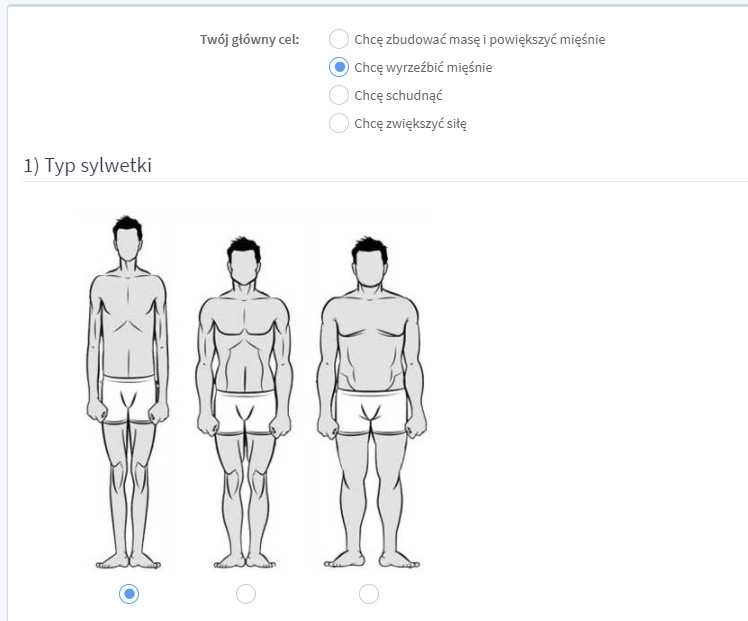 Twój główny cel:
Chcę zbudować masę i powiększyć mięśnie
Chcę wyrzeźbić mięśnie
Chcę schudnąć
Chcę zwiększyć siłę
1) Typ sylwetki